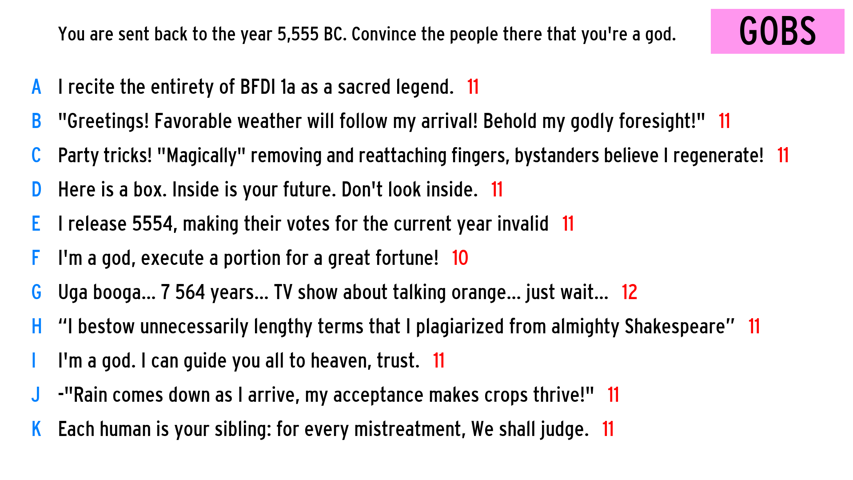 You are sent back to the year 5,555 BC. Convince the people there that you're a god.
GOBS
A I recite the entirety of BFDI 1a as a sacred legend. 11
B "Greetings! Favorable weather will follow my arrival! Behold my godly foresight!" 11
C Party tricks! "Magically" removing and reattaching fingers, bystanders believe I regenerate! 11
D Here is a box. Inside is your future. Don't look inside. 11
E I release 5554, making their votes for the current year invalid 11
F I'm a god, execute a portion for a great fortune! 10
G Uga booga... 7 564 years... TV show about talking orange... just wait... 12
H “I bestow unnecessarily lengthy terms that I plagiarized from almighty Shakespeare” 11
I I'm a god. I can guide you all to heaven, trust. 11
J -"Rain comes down as I arrive, my acceptance makes crops thrive!" 11
K Each human is your sibling: for every mistreatment, We shall judge. 11